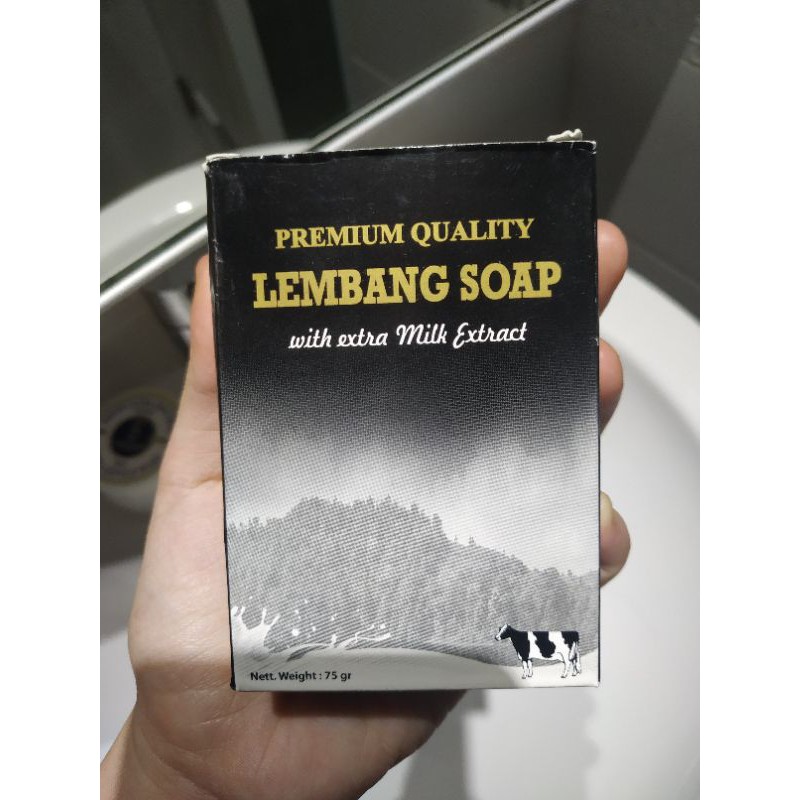 PREMIUM QUALITY
LEMBANG SOAP
with extra Milk Extract
Nett. Weight : 75 gr